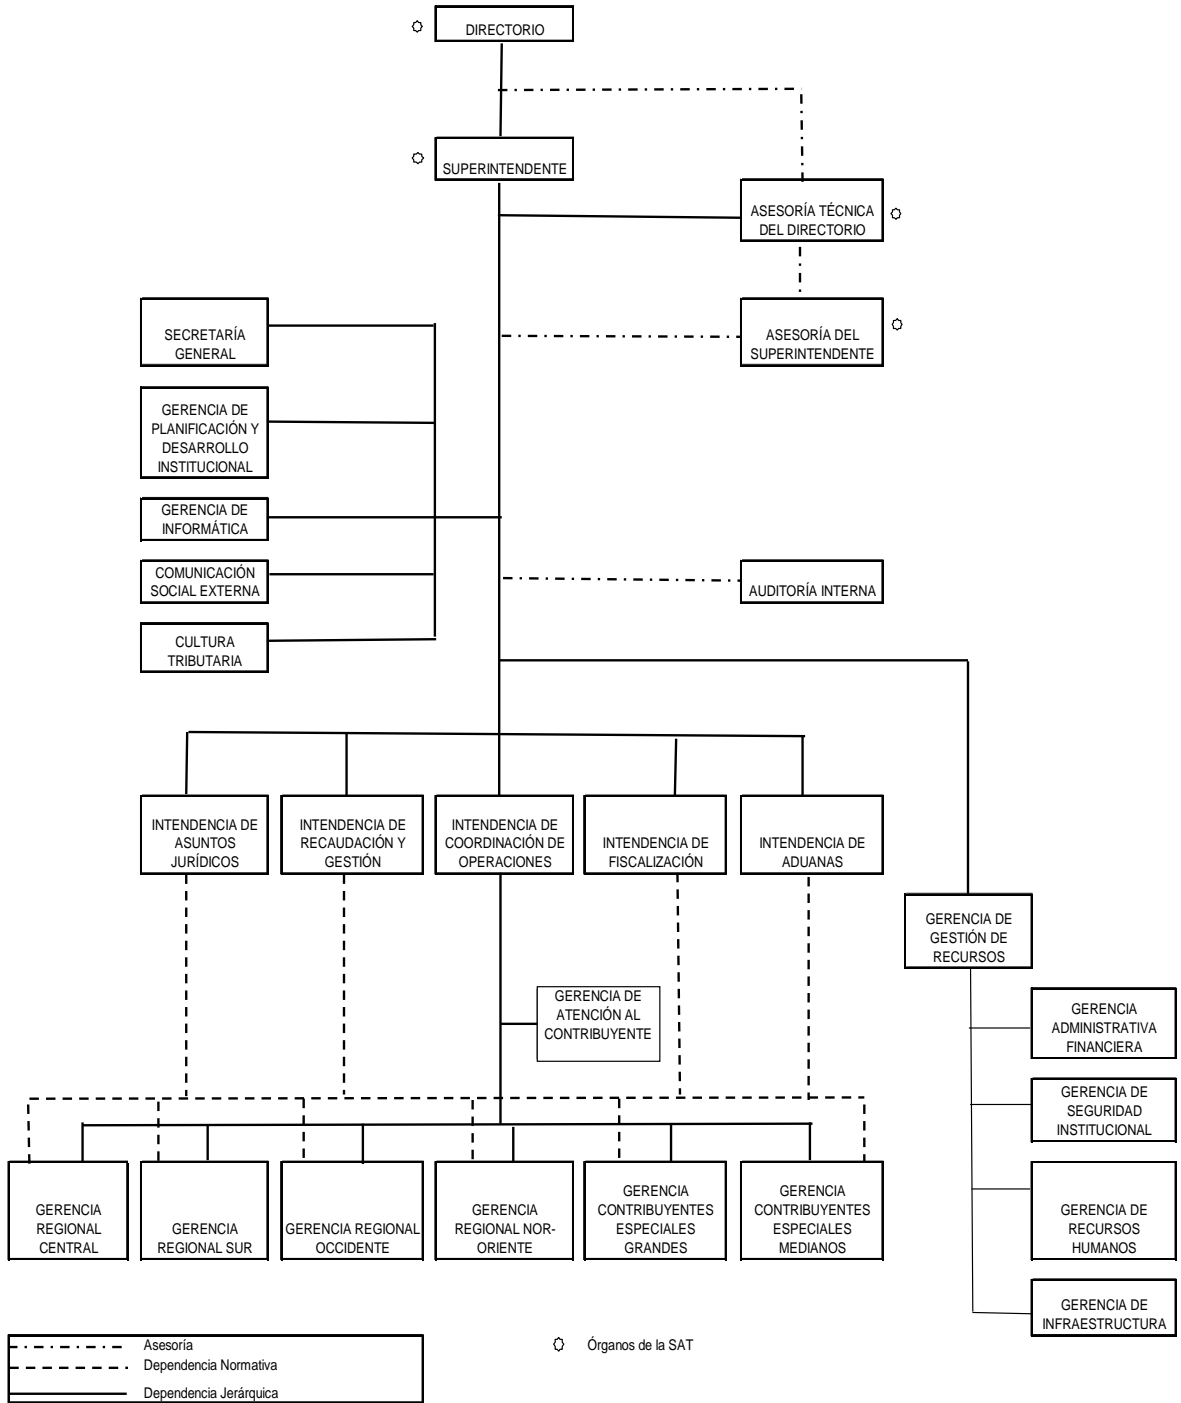 DIRECTORIO
SUPERINTENDENTE
ASESORÍA TÉCNICA
DEL DIRECTORIO
SECRETARÍA
GENERAL
ASESORÍA DEL
SUPERINTENDENTE
GERENCIA DE
PLANIFICACIÓN Y
DESARROLLO
INSTITUCIONAL
GERENCIA DE
INFORMÁTICA
COMUNICACIÓN
SOCIAL EXTERNA
AUDITORÍA INTERNA
CULTURA
TRIBUTARIA
INTENDENCIA DE
ASUNTOS
JURÍDICOS
INTENDENCIA DE
RECAUDACIÓN Y
GESTIÓN
INTENDENCIA DE
COORDINACIÓN DE
OPERACIONES
INTENDENCIA DE
FISCALIZACIÓN
INTENDENCIA DE
ADUANAS
GERENCIA DE
GESTIÓN DE
RECURSOS
GERENCIA DE
ATENCIÓN AL
CONTRIBUYENTE
GERENCIA
ADMINISTRATIVA
FINANCIERA
GERENCIA DE
SEGURIDAD
INSTITUCIONAL
GERENCIA DE
RECURSOS
HUMANOS
GERENCIA DE
INFRAESTRUCTURA
GERENCIA
REGIONAL
CENTRAL
GERENCIA
REGIONAL SUR
GERENCIA REGIONAL
OCCIDENTE
GERENCIA
REGIONAL NOR-
ORIENTE
GERENCIA
CONTRIBUYENTES
ESPECIALES
GRANDES
GERENCIA
CONTRIBUYENTES
ESPECIALES
MEDIANOS
Asesoría
Dependencia Normativa
Dependencia Jerárquica
Órganos de la SAT